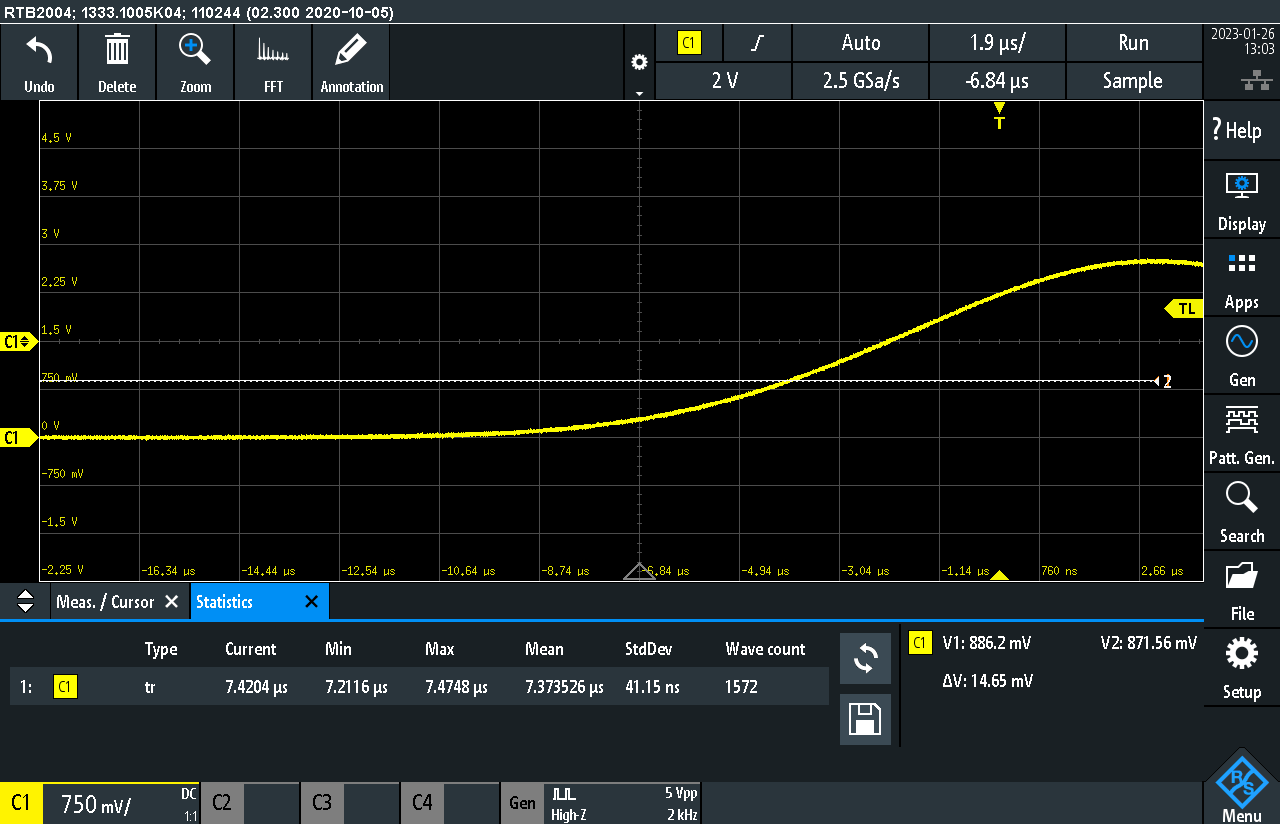 RTB2004; 1333.1005K04; 110244 (02.300 2020-10-05)
Undo Delete Zoom FFT Annotation
C1 Auto 1.9 µs/ Run
2 V 2.5 GSa/s -6.84 µs Sample
2023-01-26
13:03
T
4.5 V
3.75 V
3 V
2.25 V
TL
1.5 V
C1
750 mV
2
0 V
C1
-750 mV
-1.5 V
-2.25 V -16.34 µs -14.44 µs -12.54 µs -10.64 µs -8.74 µs -6.84 µs -4.94 µs -3.04 µs -1.14 µs 760 ns 2.66 µs
? Help
Display
Apps
Gen
Patt. Gen.
Search
File
Setup
Meas. / Cursor Statistics
Type Current Min Max Mean StdDev Wave count
1: C1 tr 7.4204 µs 7.2116 µs 7.4748 µs 7.373526 µs 41.15 ns 1572
C1 V1: 886.2 mV V2: 871.56 mV
ΔV: 14.65 mV
C1 750 mV/ DC 1:1
C2 C3 C4
Gen High-Z 5 Vpp 2 kHz
R&S
Menu